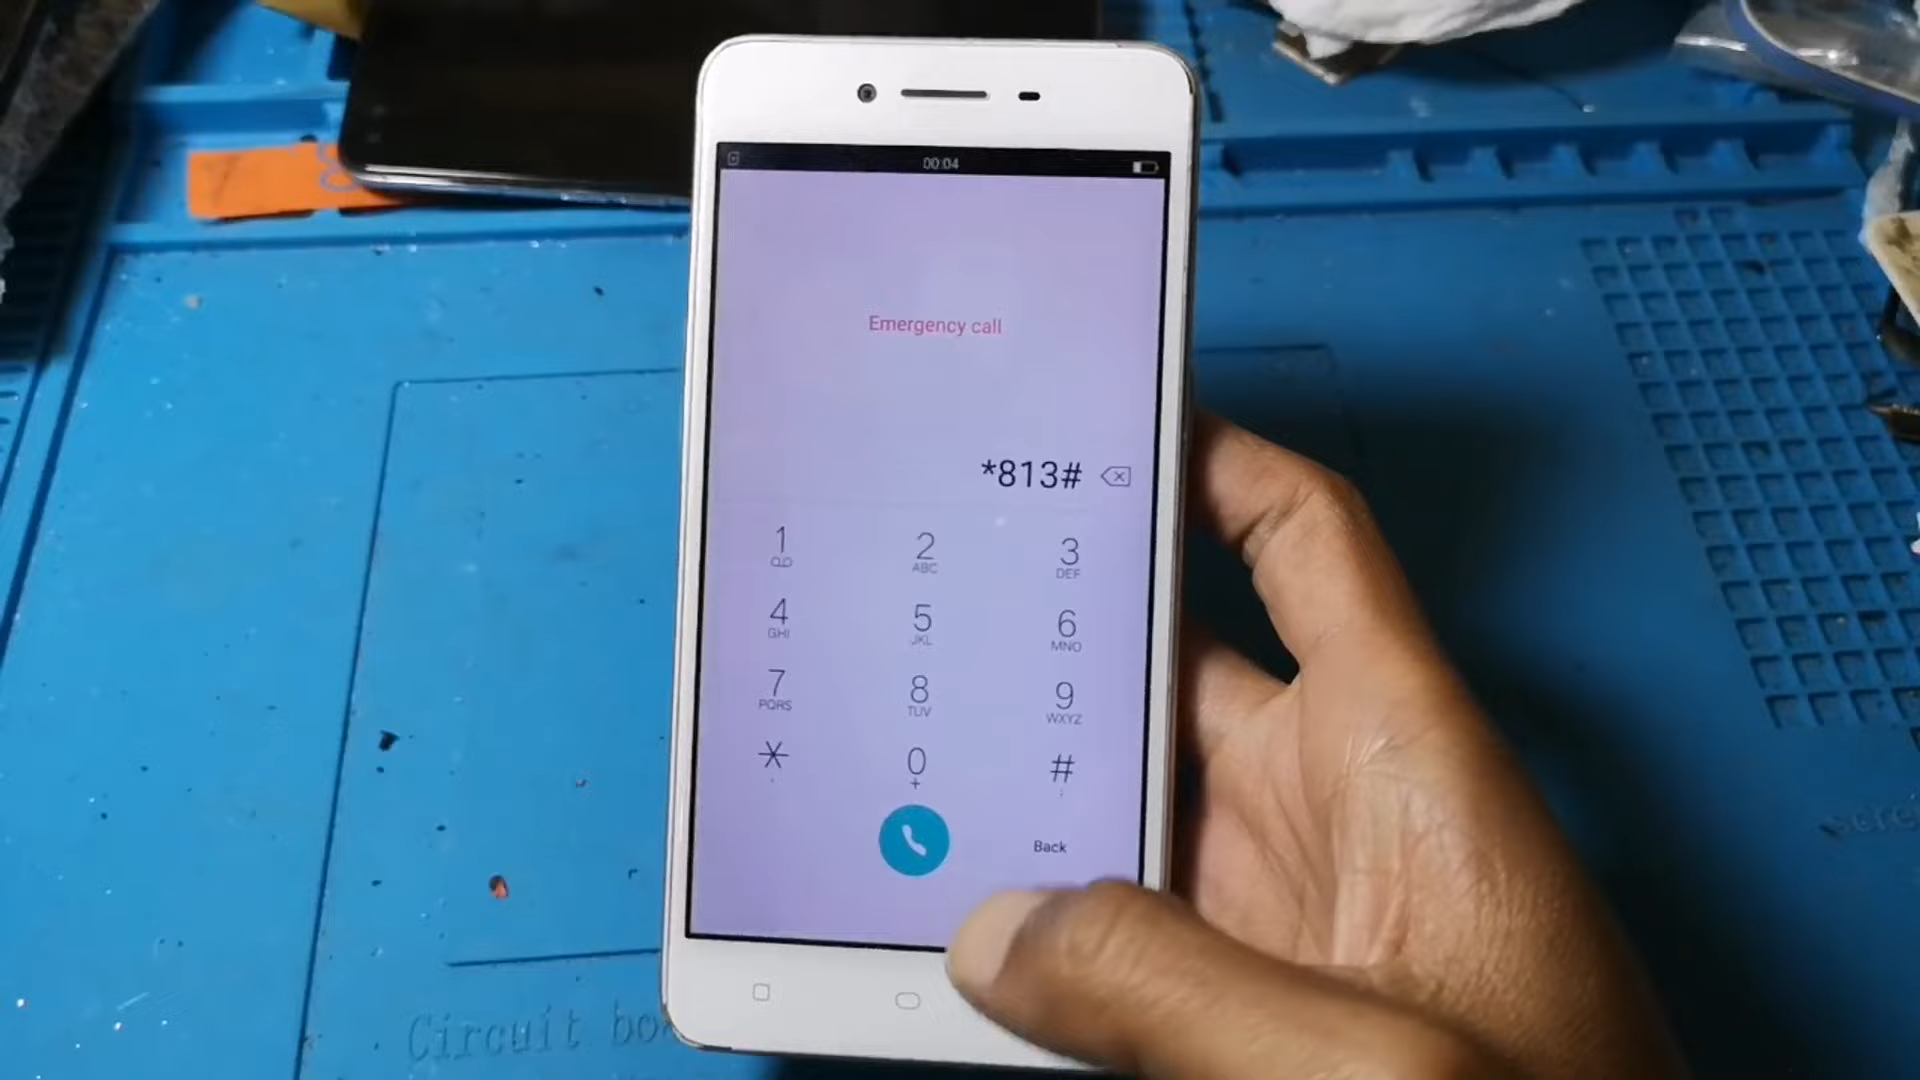 00:04
Emergency call
*813#
1 2 3
ABC DEF
4 5 6
GHI JKL MNO
7 8 9
PQRS TUV WXYZ
* 0 #
+
Back
Circuit